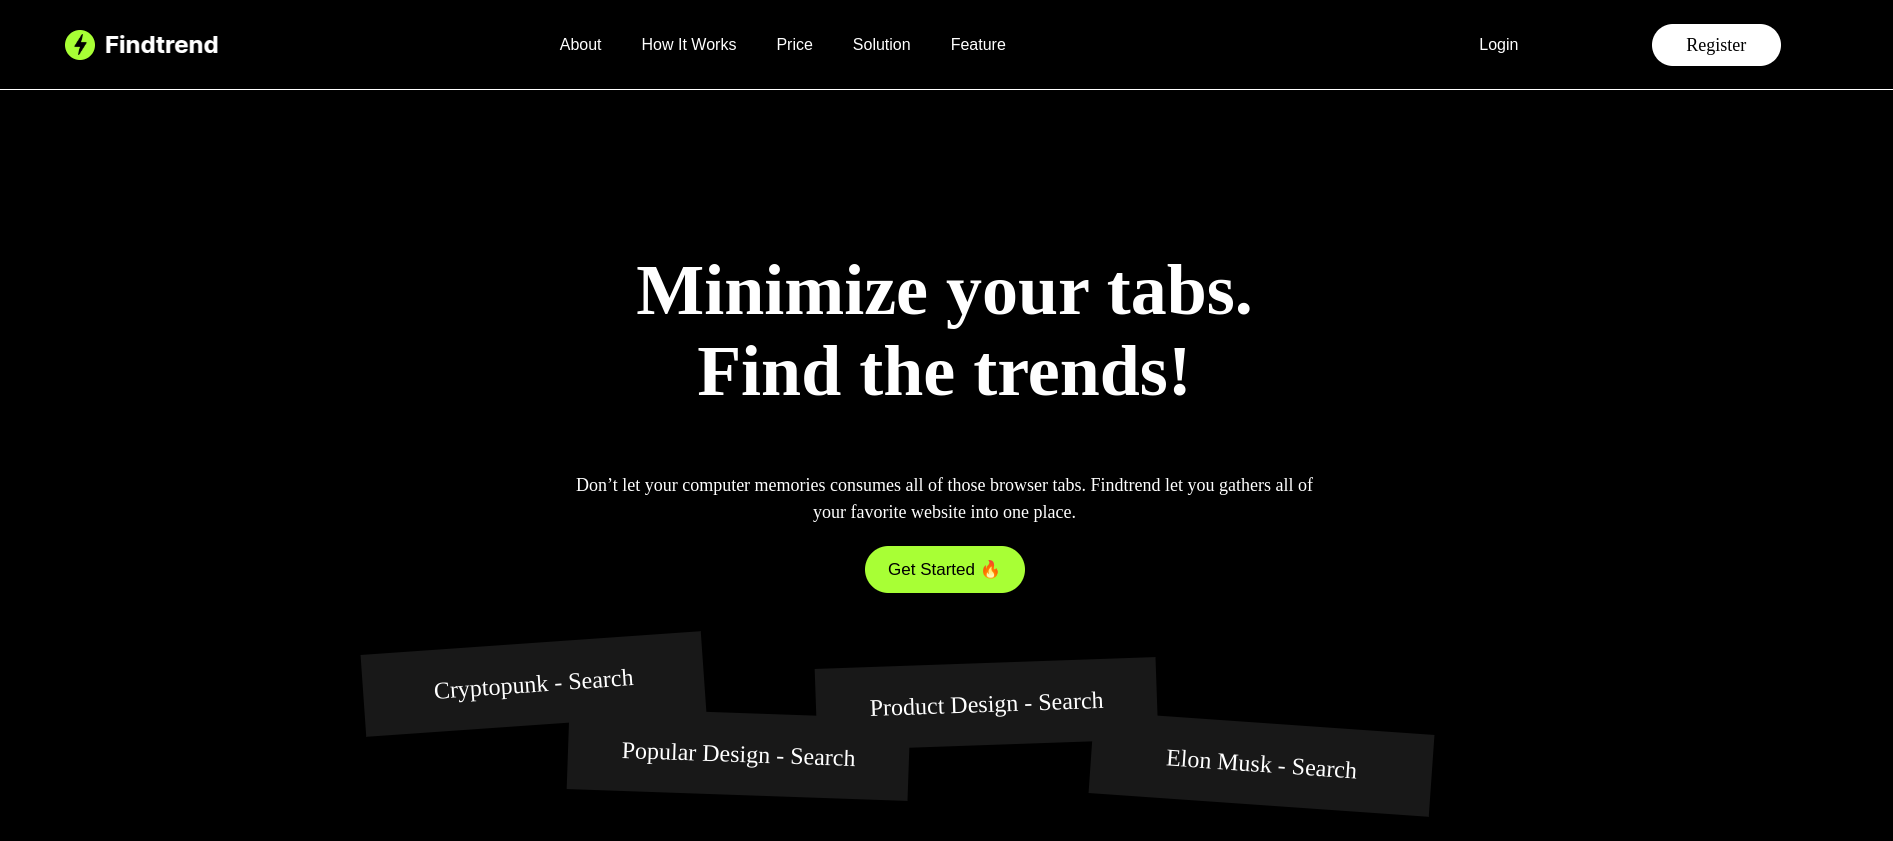 Findtrend
About
How It Works
Price
Solution
Feature
Login
Register
Minimize your tabs.
Find the trends!
Don’t let your computer memories consumes all of those browser tabs. Findtrend let you gathers all of
your favorite website into one place.
Get Started 🔥
Cryptopunk - Search
Product Design - Search
Popular Design - Search
Elon Musk - Search